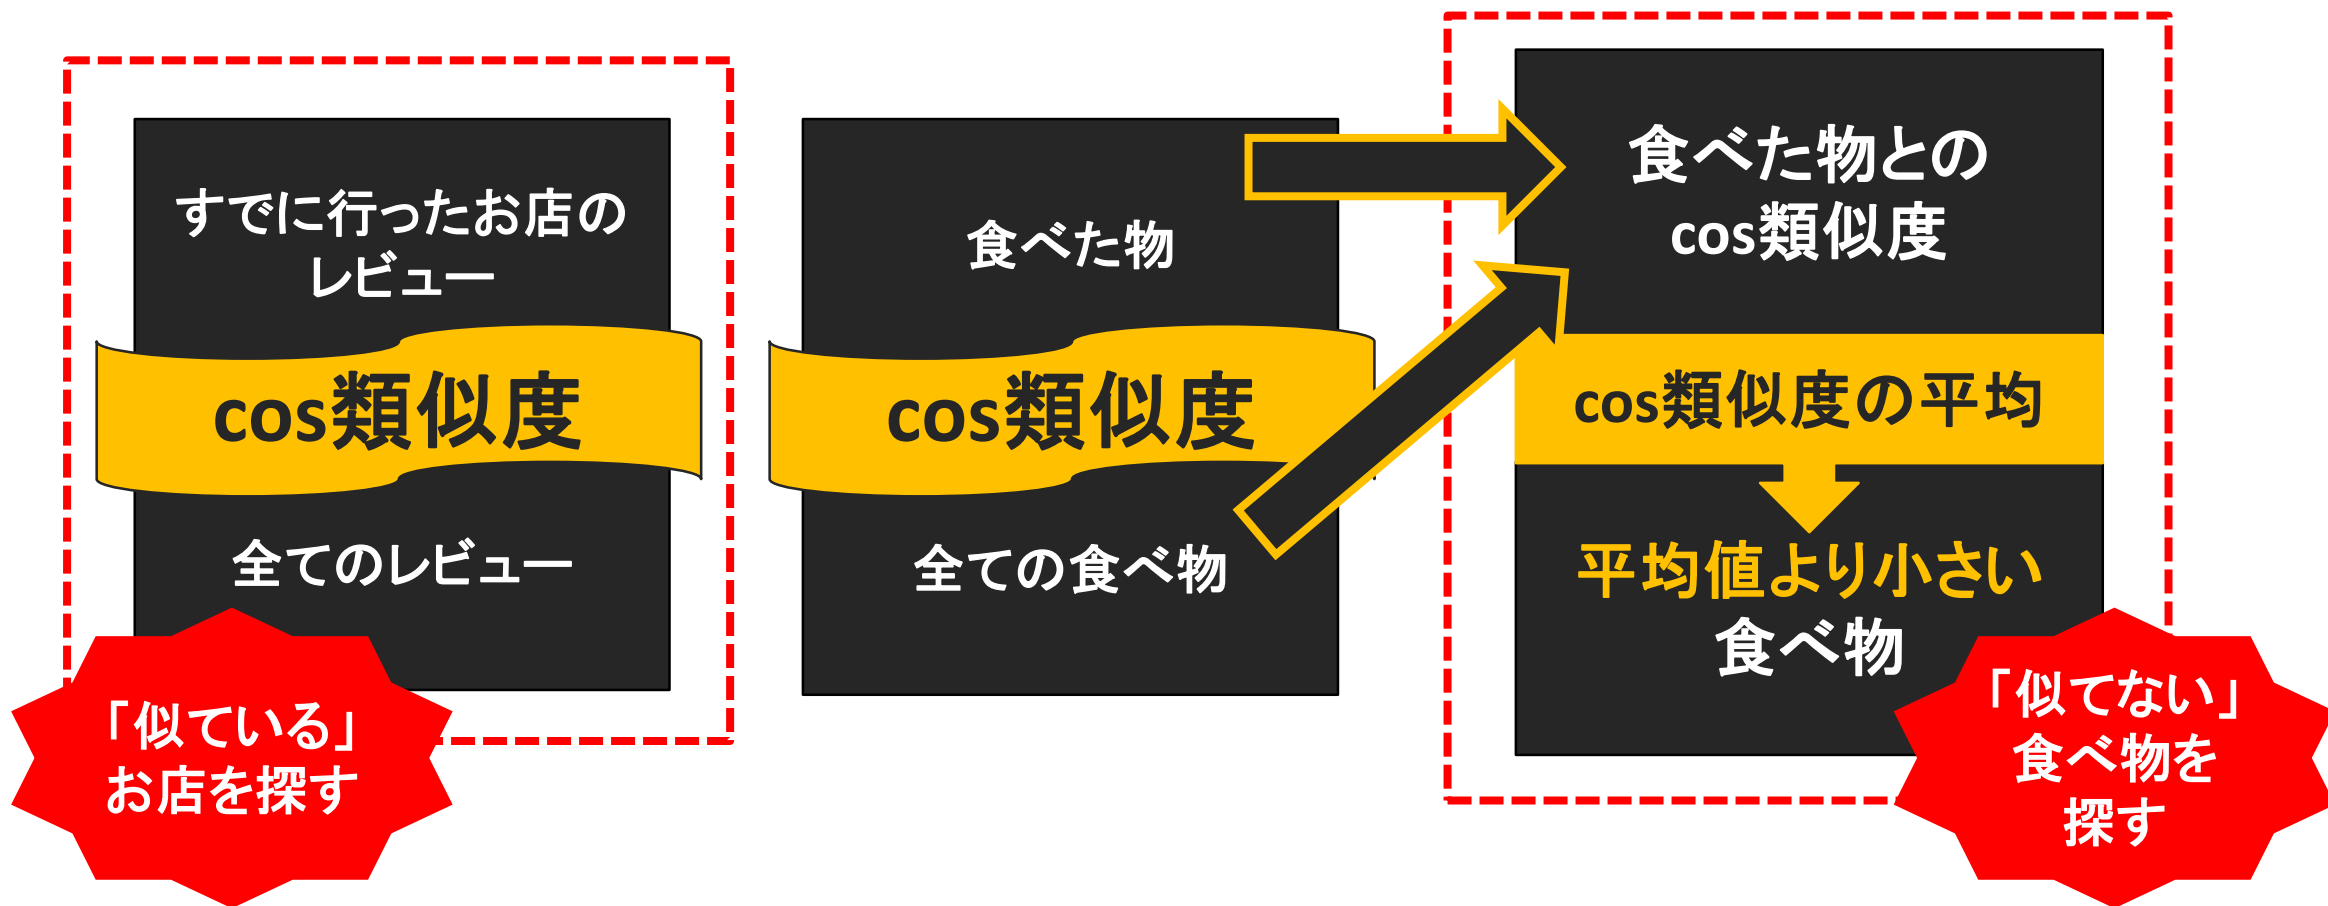 すでに行ったお店の
レビュー
cos類似度
全てのレビュー
「似ている」
お店を探す
食べた物
cos類似度
全ての食べ物
食べた物との
cos類似度
cos類似度の平均
平均値より小さい
食べ物
「似てない」
食べ物を
探す